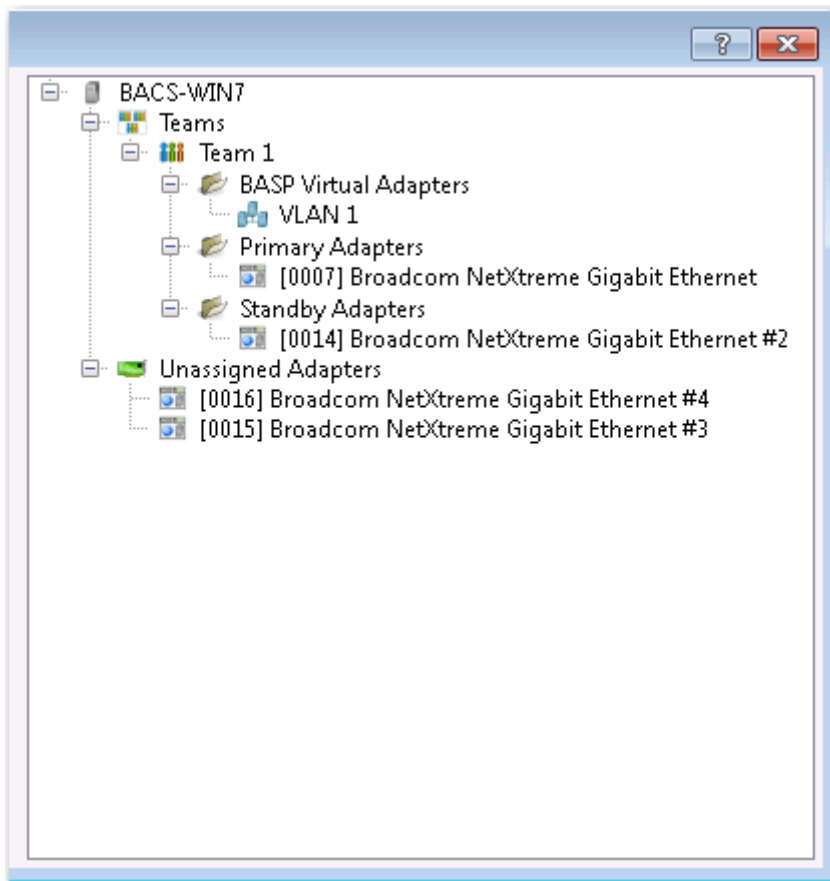 BACS-WIN7
Teams
Team 1
BASP Virtual Adapters
VLAN 1
Primary Adapters
[0007] Broadcom NetXtreme Gigabit Ethernet
Standby Adapters
[0014] Broadcom NetXtreme Gigabit Ethernet #2
Unassigned Adapters
[0016] Broadcom NetXtreme Gigabit Ethernet #4
[0015] Broadcom NetXtreme Gigabit Ethernet #3